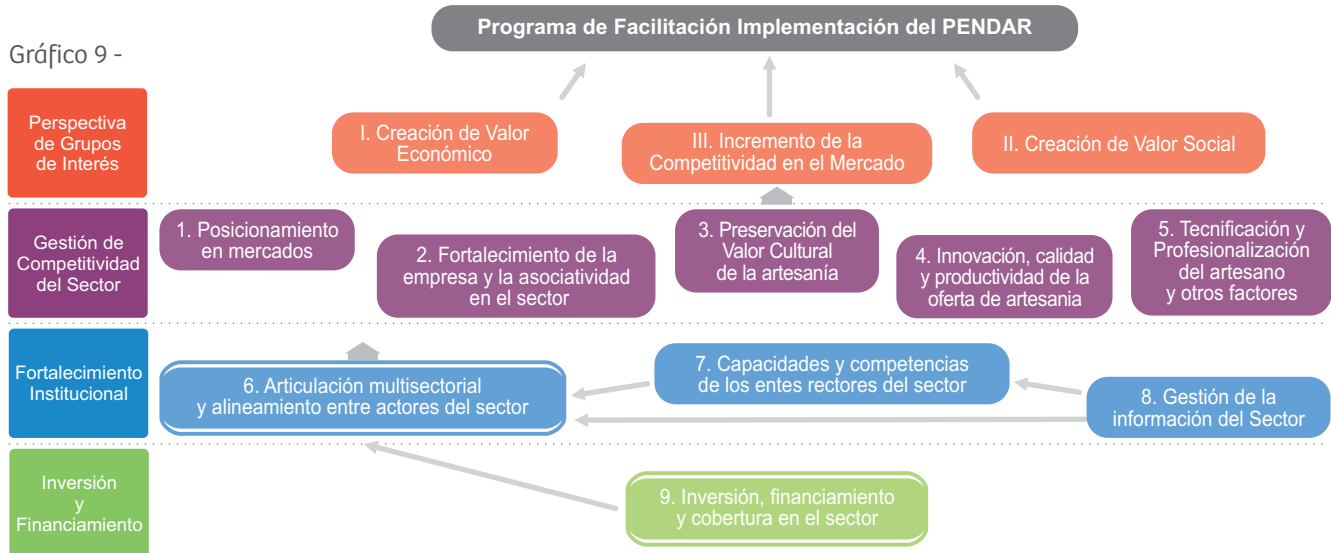 Programa de Facilitación Implementación del PENDAR
Gráfico 9 -
Perspectiva
de Grupos
de Interés
I. Creación de Valor
Económico
III. Incremento de la
Competitividad en el Mercado
II. Creación de Valor Social
Gestión de
Competitividad
del Sector
1. Posicionamiento
en mercados
2. Fortalecimiento de la
empresa y la asociatividad
en el sector
3. Preservación del
Valor Cultural
de la artesanía
4. Innovación, calidad
y productividad de la
oferta de artesania
5. Tecnificación y
Profesionalización
del artesano
y otros factores
Fortalecimiento
Institucional
6. Articulación multisectorial
y alineamiento entre actores del sector
7. Capacidades y competencias
de los entes rectores del sector
8. Gestión de la
información del Sector
Inversión
y
Financiamiento
9. Inversión, financiamiento
y cobertura en el sector